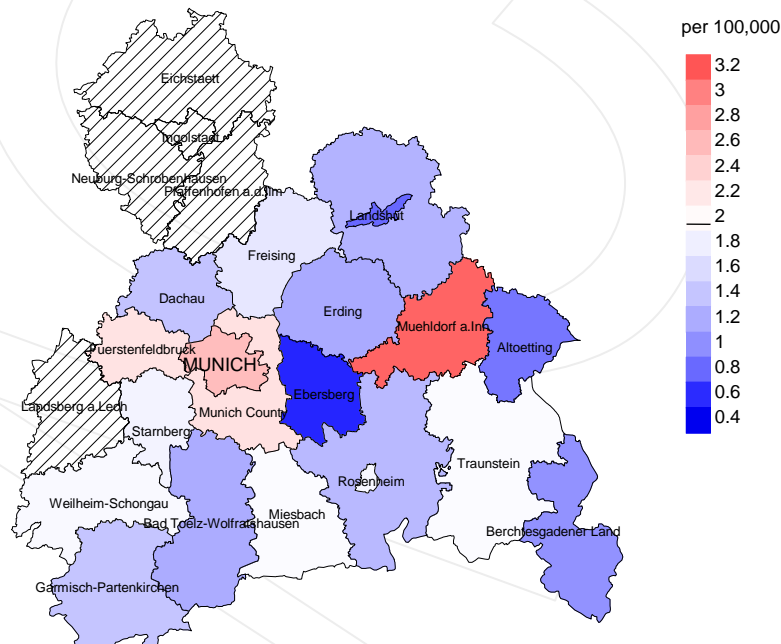 per 100,000
3.2
3
2.8
2.6
2.4
2.2
2
1.8
1.6
1.4
1.2
1
0.8
0.6
0.4
Eichstaett
Ingolstadt
Neuburg-Schrobenhausen
Pfaffenhofen a.d.Ilm
Landshut
Freising
Dachau
Erding
Muehldorf a.Inn
Altoetting
Fuerstenfeldbruck
MUNICH
Ebersberg
Landsberg a.Lech
Munich County
Starnberg
Traunstein
Rosenheim
Weilheim-Schongau
Miesbach
Bad Toelz-Wolfratshausen
Berchtesgadener Land
Garmisch-Partenkirchen